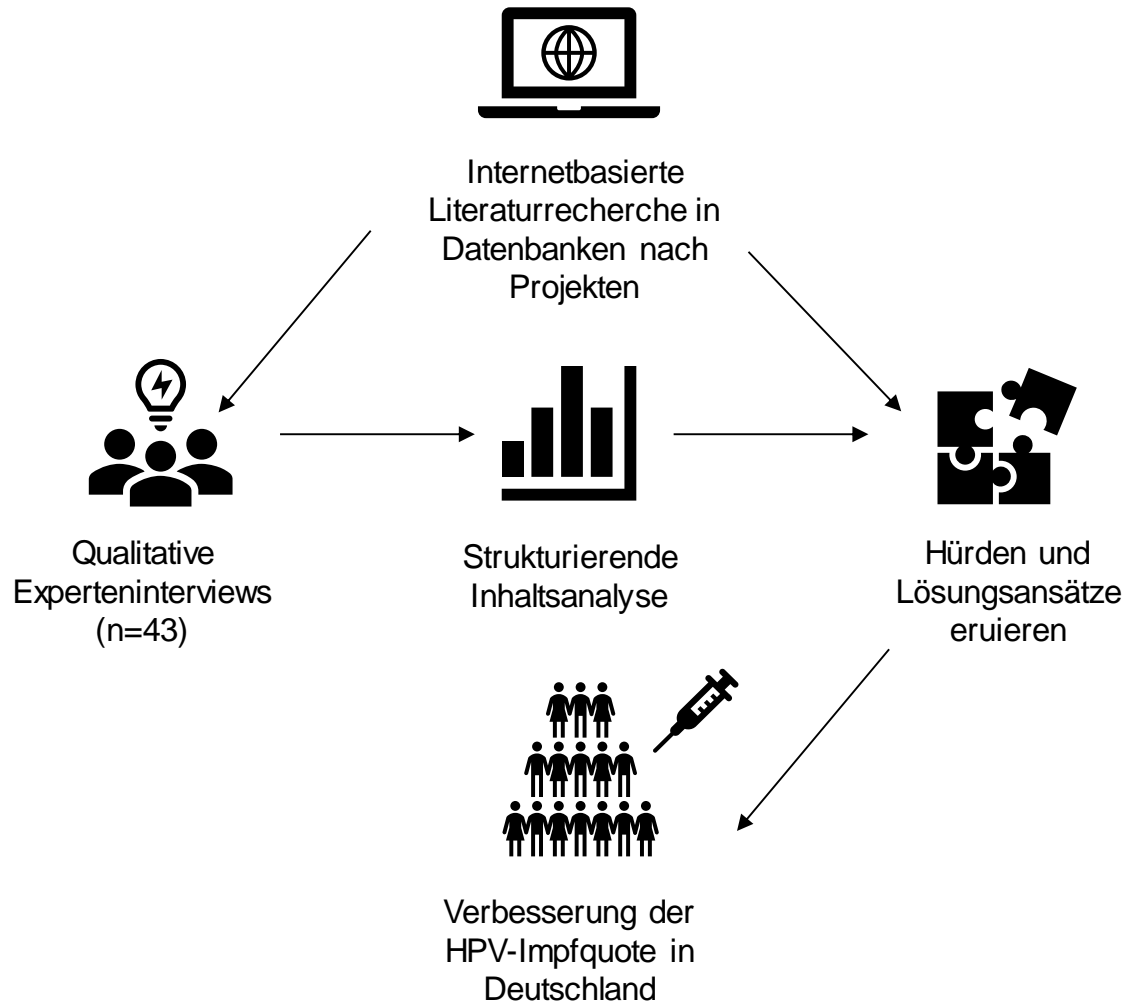 Internetbasierte
Literaturrecherche in
Datenbanken nach
Projekten
Qualitative
Experteninterviews
(n=43)
Strukturierende
Inhaltsanalyse
Hürden und
Lösungsansätze
eruieren
Verbesserung der
HPV-Impfquote in
Deutschland